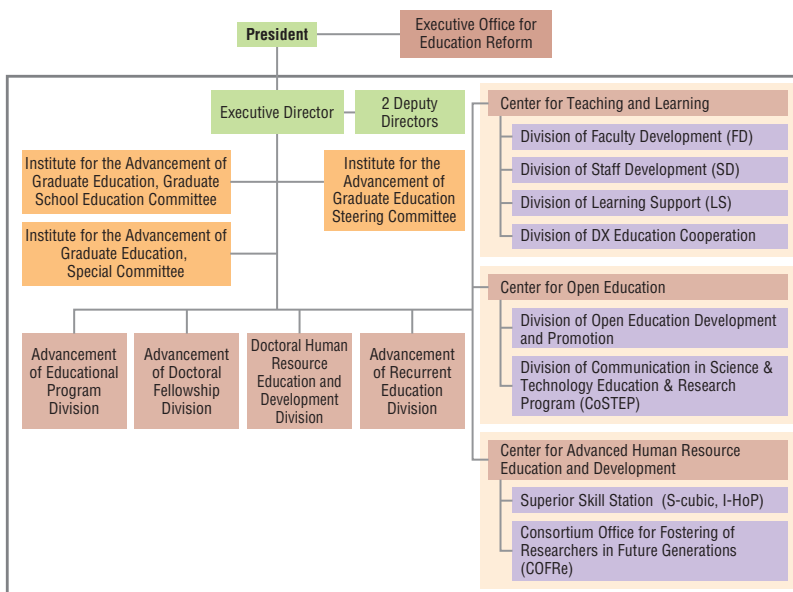 President
Executive Office for
Education Reform
Executive Director
2 Deputy
Directors
Institute for the Advancement of
Graduate Education, Graduate
School Education Committee
Institute for the
Advancement of
Graduate Education
Steering Committee
Institute for the Advancement of
Graduate Education,
Special Committee
Advancement
of Educational
Program
Division
Advancement
of Doctoral
Fellowship
Division
Doctoral Human
Resource
Education and
Development
Division
Advancement
of Recurrent
Education
Division
Center for Teaching and Learning
Division of Faculty Development (FD)
Division of Staff Development (SD)
Division of Learning Support (LS)
Division of DX Education Cooperation
Center for Open Education
Division of Open Education Development
and Promotion
Division of Communication in Science &
Technology Education & Research
Program (CoSTEP)
Center for Advanced Human Resource
Education and Development
Superior Skill Station (S-cubic, I-HoP)
Consortium Office for Fostering of
Researchers in Future Generations
(COFRe)